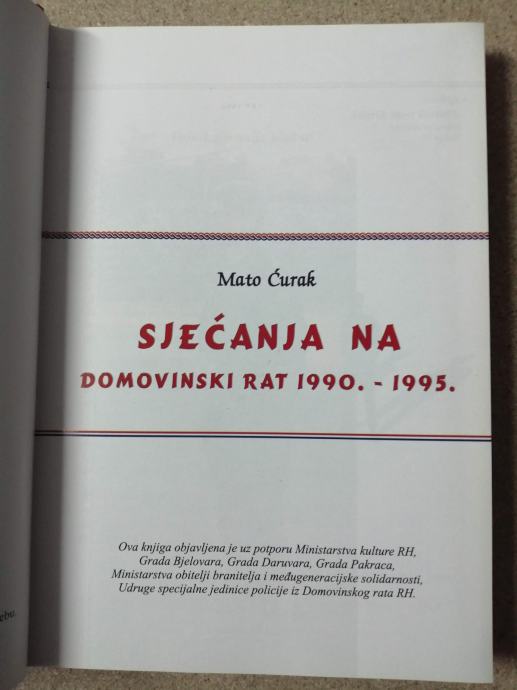 Mato Ćurak
SJEĆANJA NA
DOMOVINSKI RAT 1990. - 1995.
Ova knjiga objavljena je uz potporu Ministarstva kulture RH,
Grada Bjelovara, Grada Daruvara, Grada Pakraca,
Ministarstva obitelji branitelja i međugeneracijske solidarnosti,
Udruge specijalne jedinice policije iz Domovinskog rata RH.